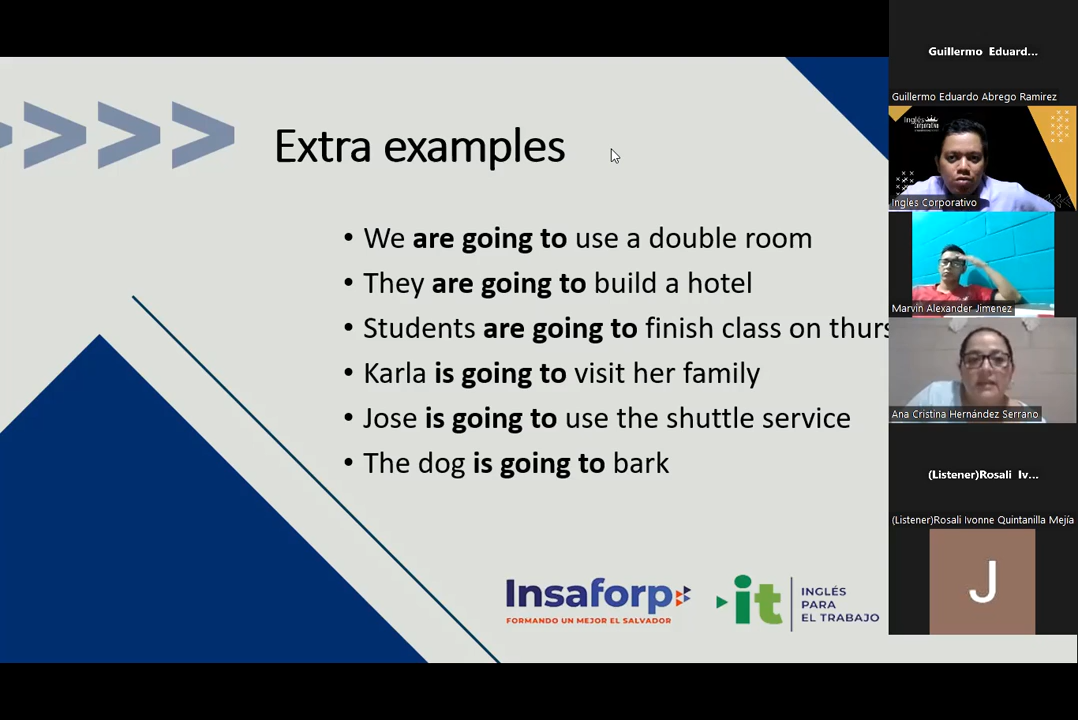 Extra examples
• We are going to use a double room
• They are going to build a hotel
• Students are going to finish class on thurs
• Karla is going to visit her family
• Jose is going to use the shuttle service
• The dog is going to bark
Insaforp
FORMANDO UN MEJOR EL SALVADOR
it
INGLÉS
PARA
EL TRABAJO
Guillermo Eduard...
Guillermo Eduardo Abrego Ramirez
Inglés
Ingles Corporativo
Marvin Alexander Jimenez
Ana Cristina Hernández Serrano
(Listener)Rosali Iv...
(Listener)Rosali Ivonne Quintanilla Mejía
J